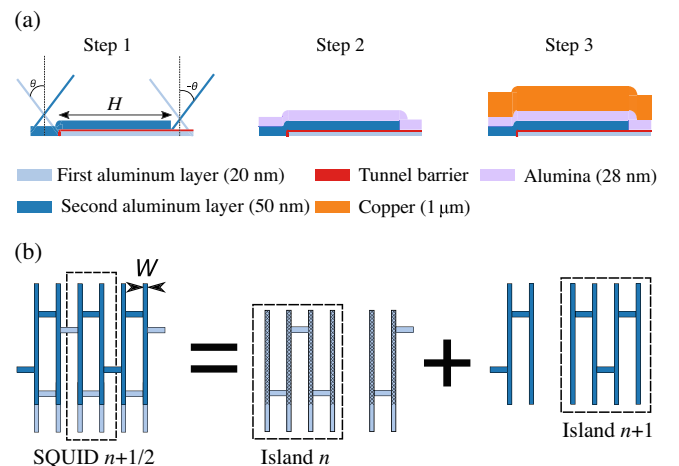 (a)
Step 1
Step 2
Step 3
θ
-θ
H
First aluminum layer (20 nm)
Tunnel barrier
Alumina (28 nm)
Second aluminum layer (50 nm)
Copper (1 μm)
(b)
W
SQUID n+1/2
Island n
Island n+1